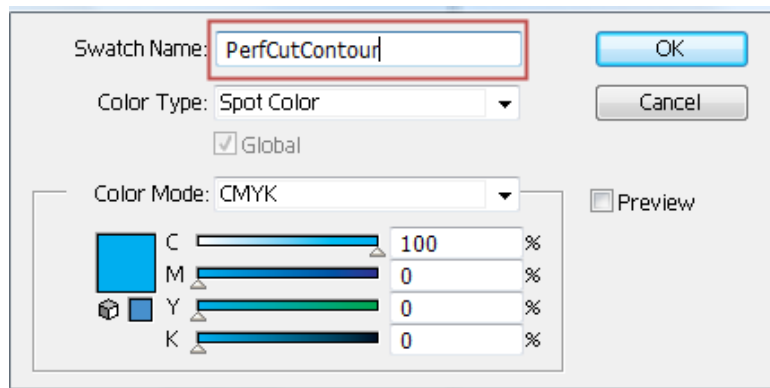 Swatch Name: PerfCutContour OK
Color Type: Spot Color Cancel
Global
Color Mode: CMYK Preview
C 100 %
M 0 %
Y 0 %
K 0 %